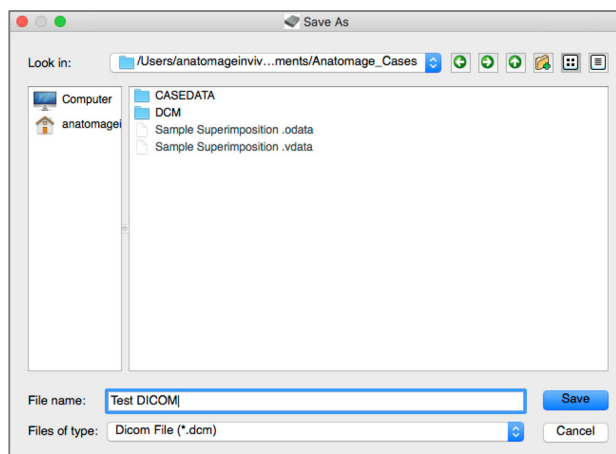 Save As
Look in: /Users/anatomageinviv...ments/Anatomage_Cases
Computer
anatomagei
CASEDATA
DCM
Sample Superimposition .odata
Sample Superimposition .vdata
File name: Test DICOM Save
Files of type: Dicom File (*.dcm) Cancel